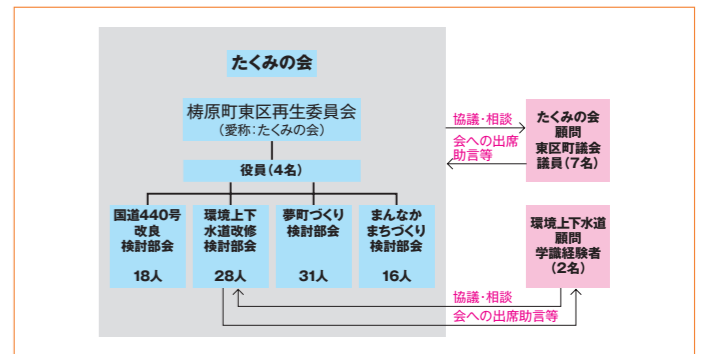 たくみの会
梼原町東区再生委員会
(愛称:たくみの会)
役員(4名)
国道440号
改良
検討部会
18人
環境上下
水道改修
検討部会
28人
夢町づくり
検討部会
31人
まんなか
まちづくり
検討部会
16人
協議・相談
会への出席
助言等
たくみの会
顧問
東区町議会
議員(7名)
環境上下水道
顧問
学識経験者
(2名)
協議・相談
会への出席助言等